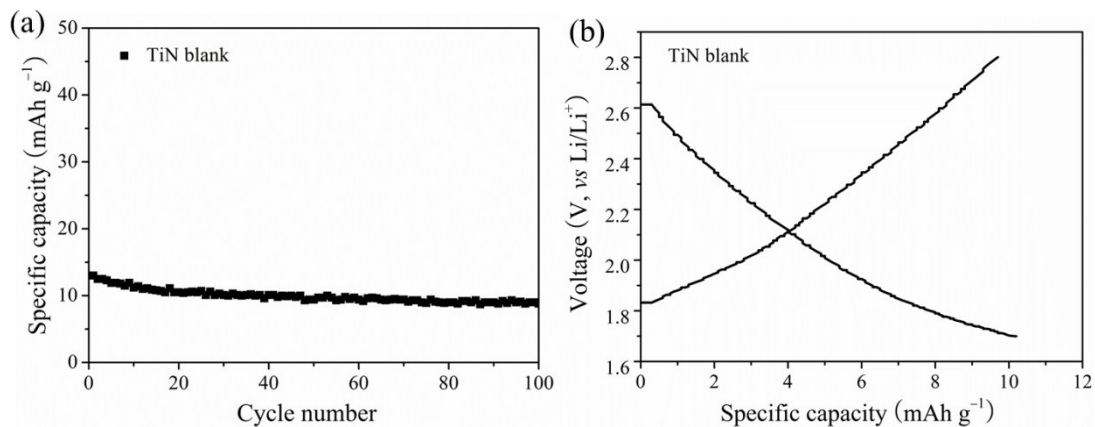 (a)
50
40
30
20
10
0
Specific capacity (mAh g⁻¹)
■ TiN blank
0 20 40 60 80 100
Cycle number
(b)
2.8
2.6
2.4
2.2
2.0
1.8
1.6
Voltage (V, vs Li/Li⁺)
TiN blank
0 2 4 6 8 10 12
Specific capacity (mAh g⁻¹)